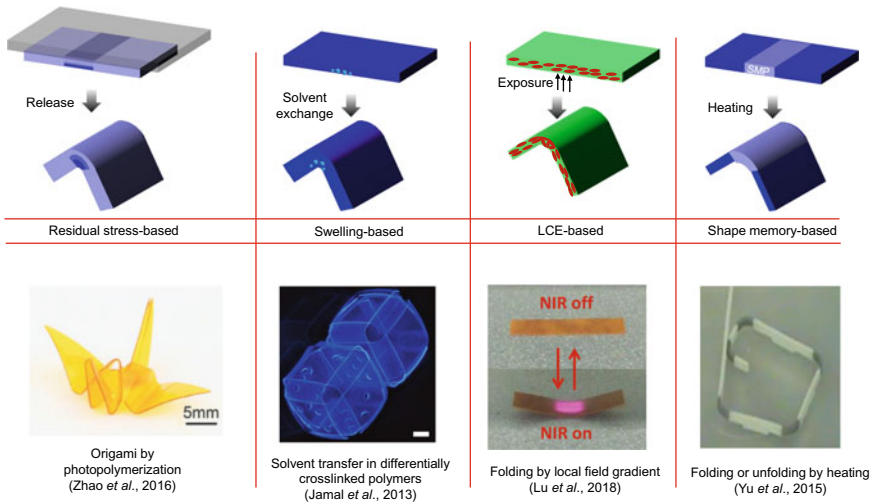 Release
Solvent
exchange
Exposure
SMP
Heating
Residual stress-based
Swelling-based
LCE-based
Shape memory-based
5mm
Origami by
photopolymerization
(Zhao et al., 2016)
Solvent transfer in differentially
crosslinked polymers
(Jamal et al., 2013)
NIR off
NIR on
Folding by local field gradient
(Lu et al., 2018)
Folding or unfolding by heating
(Yu et al., 2015)